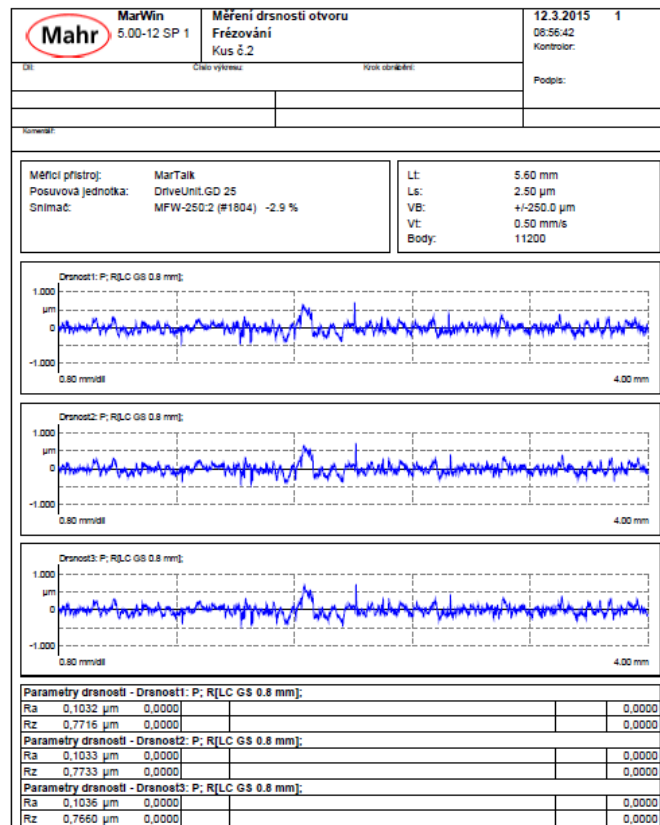 Mahr
MarWin
5.00-12 SP 1
Měření drsnosti otvoru
Frézování
Kus č.2
12.3.2015 1
08:56:42
Kontrolor:
Díl: Číslo výkresu: Krok obrábění:
Podpis:
Komentář:
Měřicí přístroj: MarTalk
Posuvová jednotka: DriveUnit.GD 25
Snímač: MFW-250:2 (#1804) -2.9 %
Lt: 5.60 mm
Ls: 2.50 µm
VB: +/-250.0 µm
Vt: 0.50 mm/s
Body: 11200
Drsnost1: P; R[LC GS 0.8 mm];
1.000
µm
0
-1.000
0.80 mm/díl 4.00 mm
Drsnost2: P; R[LC GS 0.8 mm];
1.000
µm
0
-1.000
0.80 mm/díl 4.00 mm
Drsnost3: P; R[LC GS 0.8 mm];
1.000
µm
0
-1.000
0.80 mm/díl 4.00 mm
Parametry drsnosti - Drsnost1: P; R[LC GS 0.8 mm];
Ra 0,1032 µm 0,0000 0,0000
Rz 0,7716 µm 0,0000 0,0000
Parametry drsnosti - Drsnost2: P; R[LC GS 0.8 mm];
Ra 0,1033 µm 0,0000 0,0000
Rz 0,7733 µm 0,0000 0,0000
Parametry drsnosti - Drsnost3: P; R[LC GS 0.8 mm];
Ra 0,1036 µm 0,0000 0,0000
Rz 0,7660 µm 0,0000 0,0000